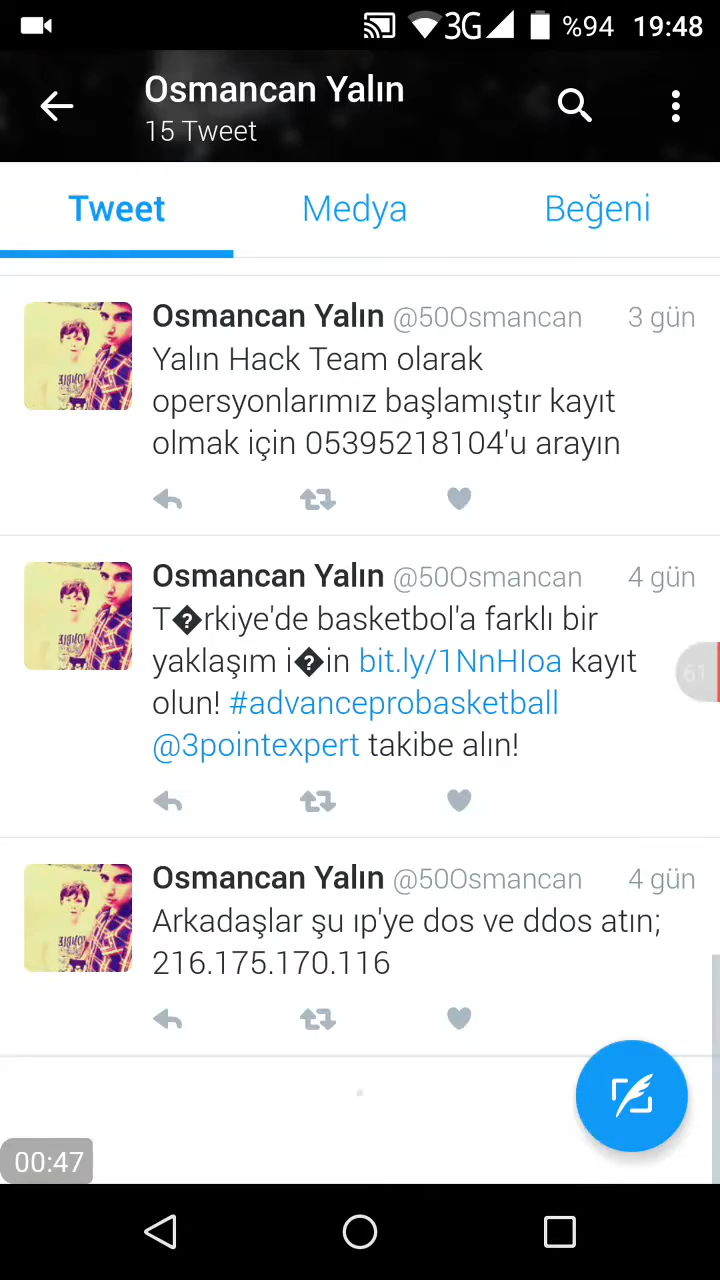 3G %94 19:48
Osmancan Yalın
15 Tweet
Tweet Medya Beğeni
Osmancan Yalın @50Osmancan 3 gün
Yalın Hack Team olarak
opersyonlarımız başlamıştır kayıt
olmak için 05395218104'u arayın
Osmancan Yalın @50Osmancan 4 gün
T�rkiye'de basketbol'a farklı bir
yaklaşım i�in bit.ly/1NnHIoa kayıt
olun! #advanceprobasketball
@3pointexpert takibe alın!
61
Osmancan Yalın @50Osmancan 4 gün
Arkadaşlar şu ıp'ye dos ve ddos atın;
216.175.170.116
00:47